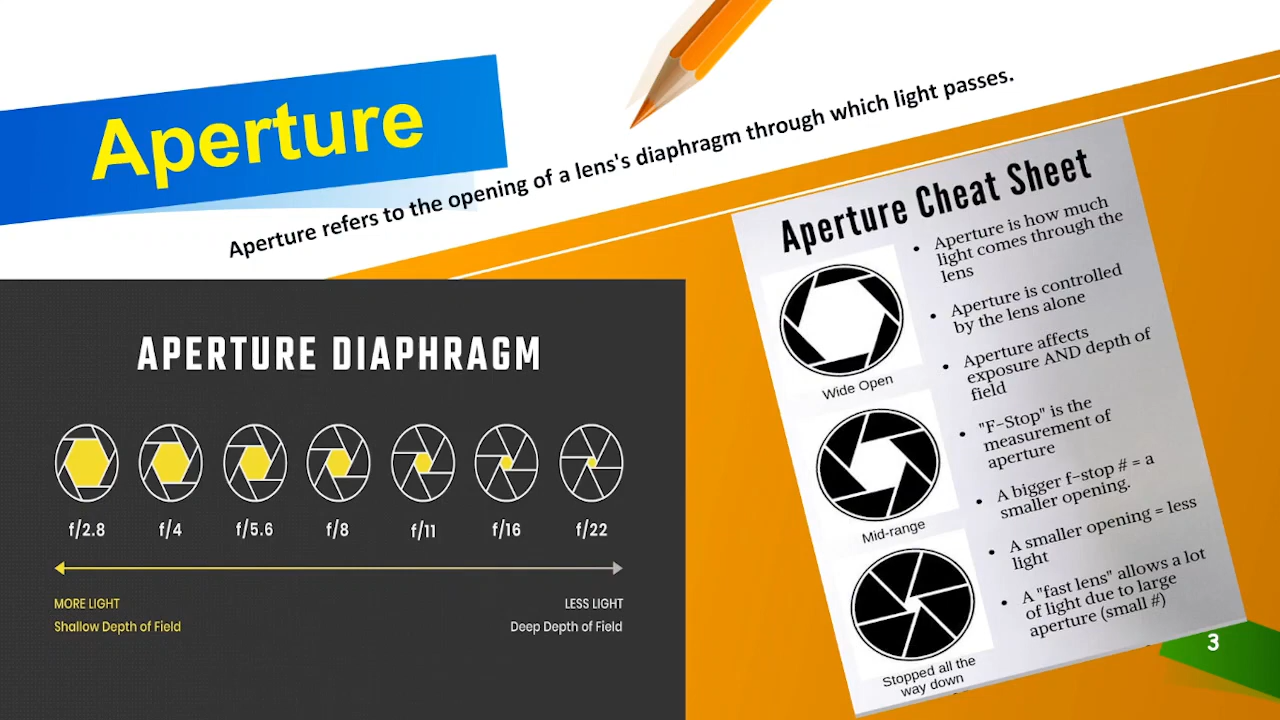 Aperture
Aperture refers to the opening of a lens's diaphragm through which light passes.
APERTURE DIAPHRAGM
f/2.8 f/4 f/5.6 f/8 f/11 f/16 f/22
MORE LIGHT LESS LIGHT
Shallow Depth of Field Deep Depth of Field
Aperture Cheat Sheet
Wide Open
Mid-range
Stopped all the
way down
• Aperture is how much
light comes through the
lens
• Aperture is controlled
by the lens alone
• Aperture affects
exposure AND depth of
field
• "F-Stop" is the
measurement of
aperture
• A bigger f-stop # = a
smaller opening.
• A smaller opening = less
light
• A "fast lens" allows a lot
of light due to large
aperture (small #)
3